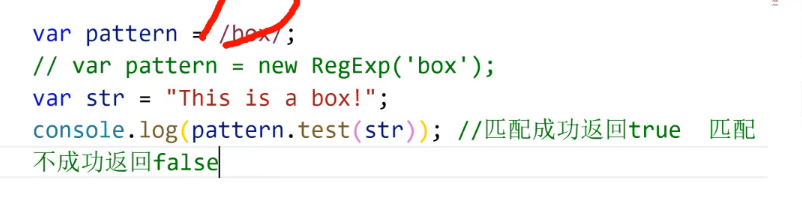 var pattern = /box/;
// var pattern = new RegExp('box');
var str = "This is a box!";
console.log(pattern.test(str)); //匹配成功返回true  匹配
不成功返回false